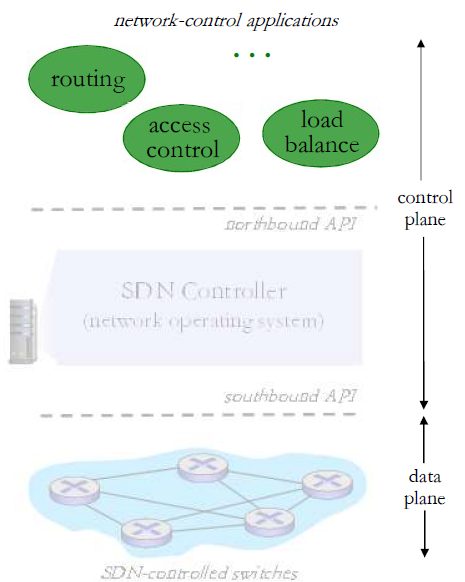 network-control applications
...
routing
access
control
load
balance
control
plane
northbound API
SDN Controller
(network operating system)
southbound API
data
plane
SDN-controlled switches